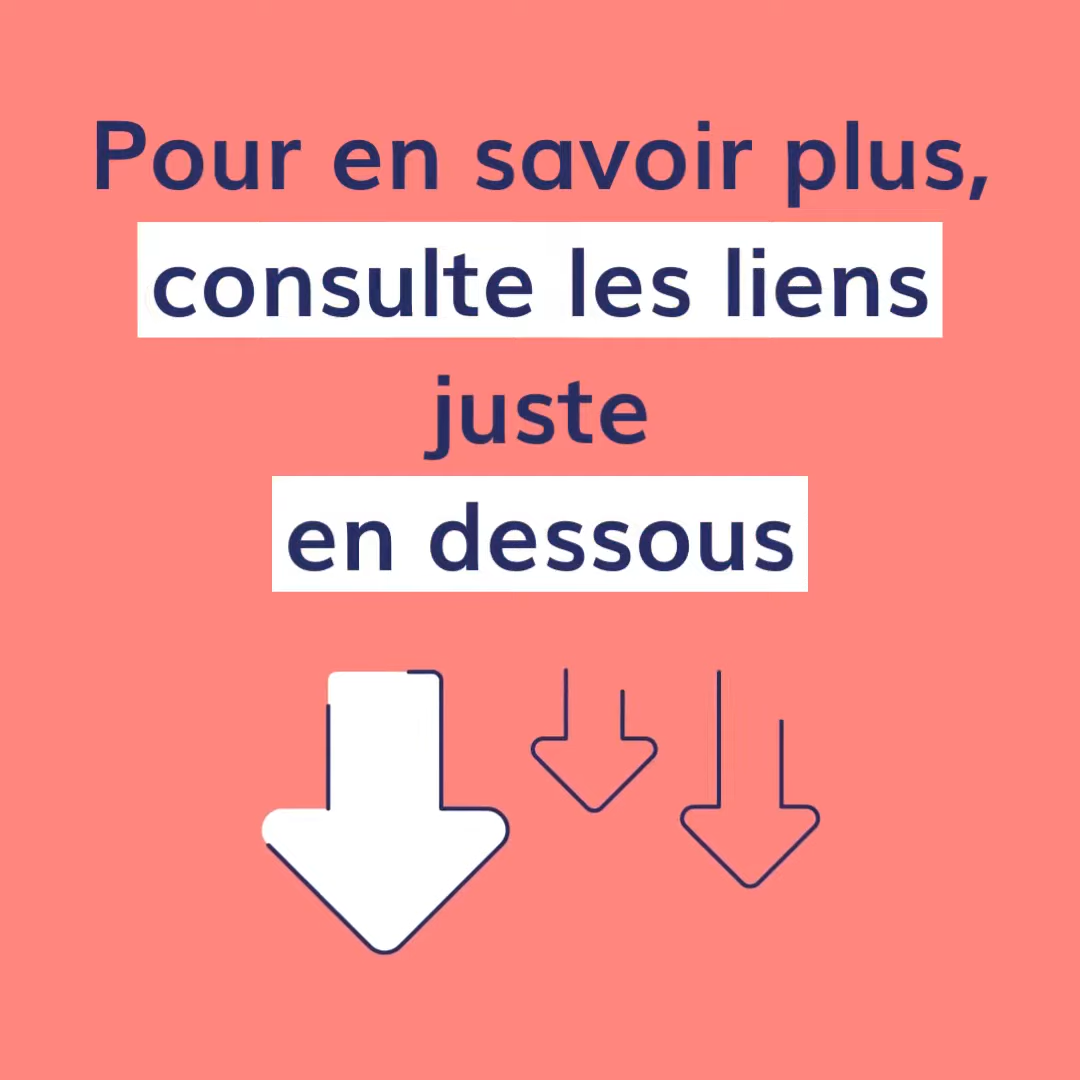 Pour en savoir plus,
consulte les liens
juste
en dessous